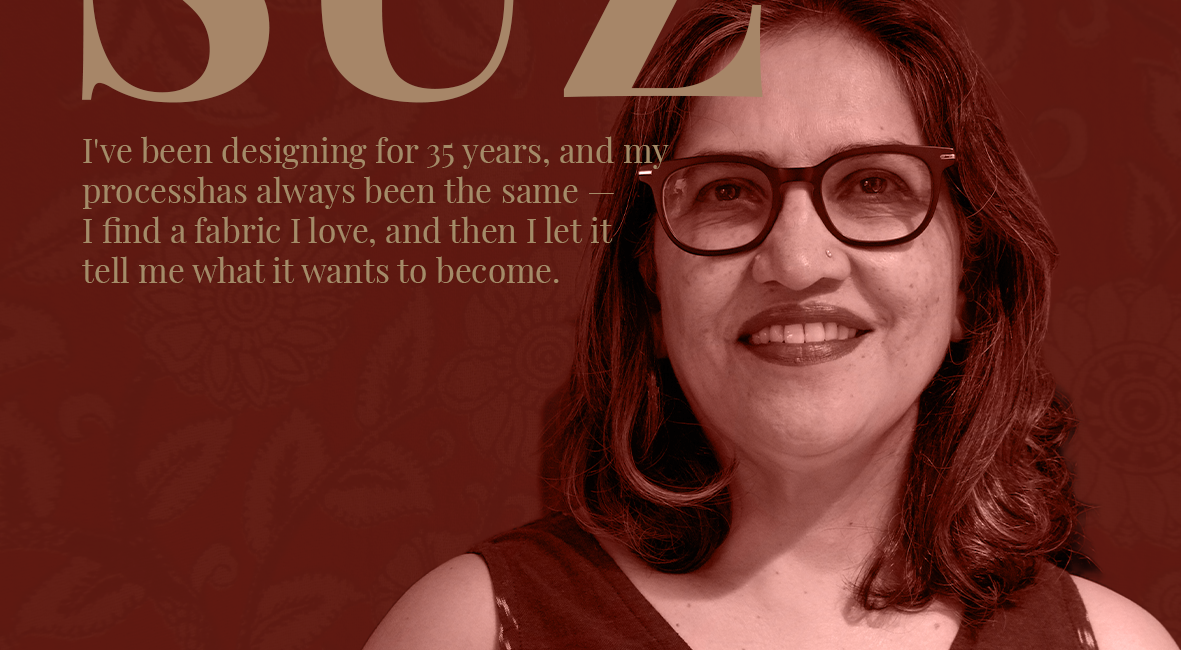 SUZ
I've been designing for 35 years, and my
processhas always been the same —
I find a fabric I love, and then I let it
tell me what it wants to become.